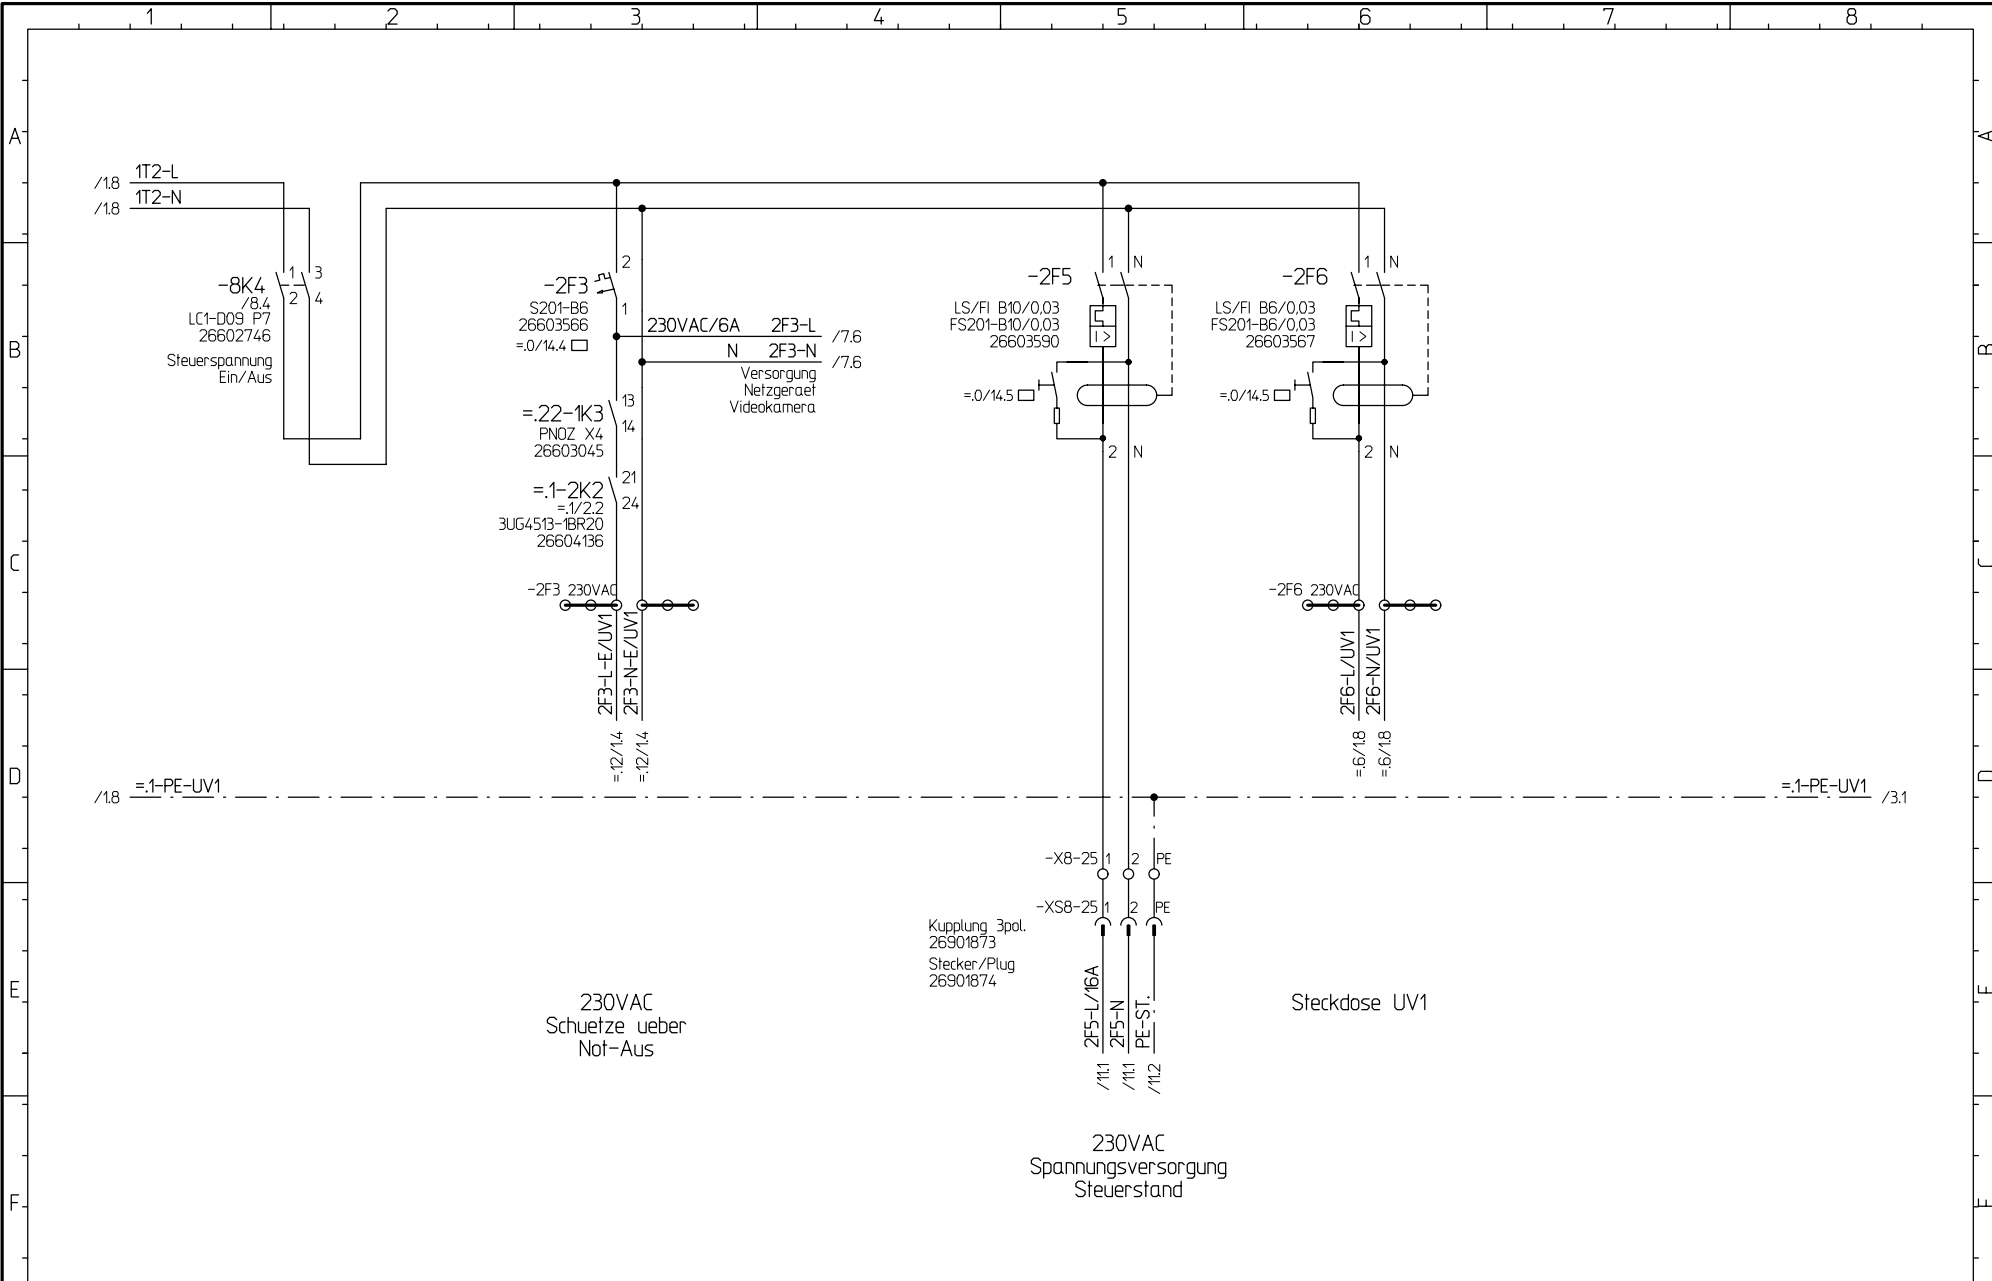 1 2 3 4 5 6 7 8
A A
1T2-L
/1.8
1T2-N
/1.8
B B
-8K4
/8.4
LC1-D09 P7
26602746
Steuerspannung
Ein/Aus
1 3
2 4
-2F3
S201-B6
26603566
=.0/14.4
2
1
230VAC/6A 2F3-L /7.6
N 2F3-N /7.6
Versorgung
Netzgeraet
Videokamera
=.22-1K3
PNOZ X4
26603045
13
14
=.1-2K2
=.1/2.2
3UG4513-1BR20
26604136
21
24
-2F3 230VAC
2F3-L-E/UV1
2F3-N-E/UV1
=.12/1.4
=.12/1.4
-2F5
LS/FI B10/0,03
FS201-B10/0,03
26603590
=.0/14.5
1 N
I>
2 N
-2F6
LS/FI B6/0,03
FS201-B6/0,03
26603567
=.0/14.5
1 N
I>
2 N
C C
-2F6 230VAC
2F6-L/UV1
2F6-N/UV1
=.6/1.8
=.6/1.8
D D
/1.8 =.1-PE-UV1
=.1-PE-UV1 /3.1
-X8-25 1 2 PE
-XS8-25 1 2 PE
Kupplung 3pol.
26901873
Stecker/Plug
26901874
2F5-L/16A
2F5-N
PE-ST.
/11.1
/11.1
/11.2
E E
230VAC
Schuetze ueber
Not-Aus
Steckdose UV1
230VAC
Spannungsversorgung
Steuerstand
F F